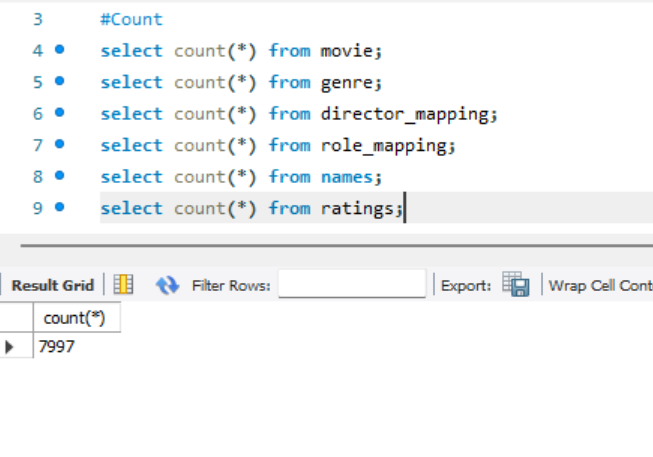 3 #Count
4 select count(*) from movie;
5 select count(*) from genre;
6 select count(*) from director_mapping;
7 select count(*) from role_mapping;
8 select count(*) from names;
9 select count(*) from ratings;
Result Grid Filter Rows: Export: Wrap Cell Cont
count(*)
7997